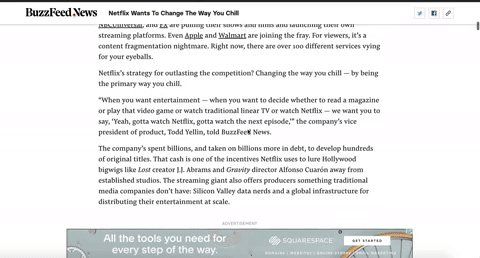 BuzzFeed News
Netflix Wants To Change The Way You Chill
NBCUniversal, and FX are pulling their shows and films and launching their own
streaming platforms. Even Apple and Walmart are joining the fray. For viewers, it's a
content fragmentation nightmare. Right now, there are over 100 different services vying
for your eyeballs.
Netflix's strategy for outlasting the competition? Changing the way you chill — by being
the primary way you chill.
“When you want entertainment — when you want to decide whether to read a magazine
or play that video game or watch traditional linear TV or watch Netflix — we want you to
say, ‘Yeah, gotta watch Netflix, gotta watch the next episode,’” the company's vice
president of product, Todd Yellin, told BuzzFeed News.
The company's spent billions, and taken on billions more in debt, to develop hundreds
of original titles. That cash is one of the incentives Netflix uses to lure Hollywood
bigwigs like Lost creator J.J. Abrams and Gravity director Alfonso Cuarón away from
established studios. The streaming giant also offers producers something traditional
media companies don't have: Silicon Valley data nerds and a global infrastructure for
distributing their entertainment at scale.
ADVERTISEMENT
All the tools you need for
every step of the way.
SQUARESPACE
GET STARTED